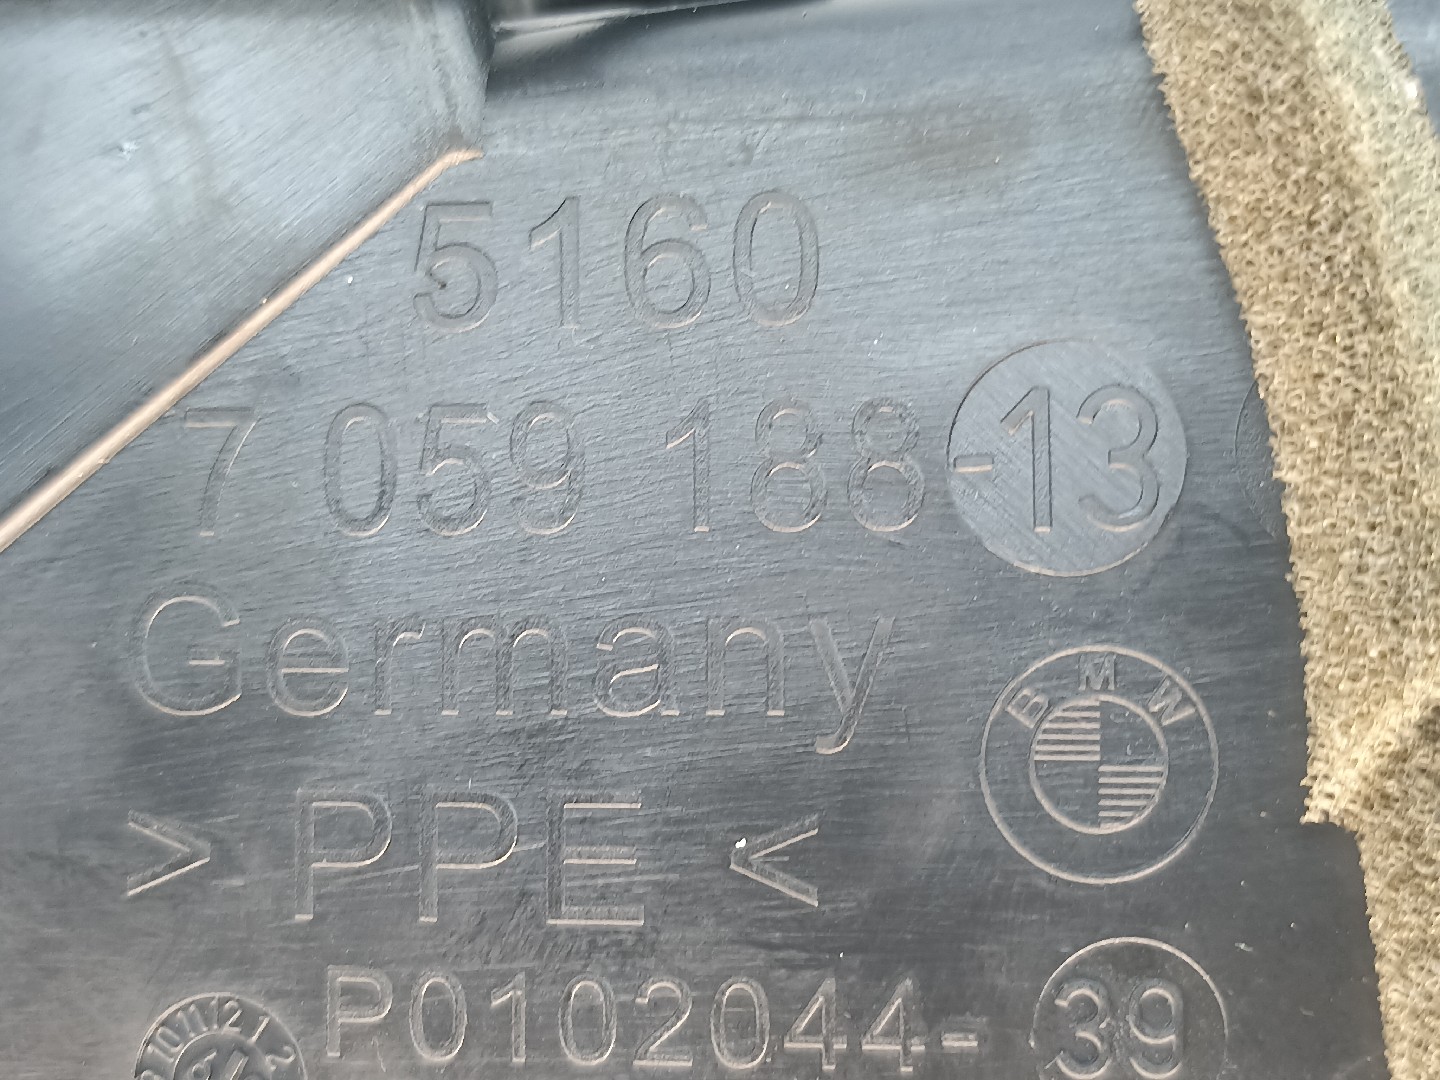 5160
7 059 188-13
Germany
BMW
> PPE <
P0102044-39